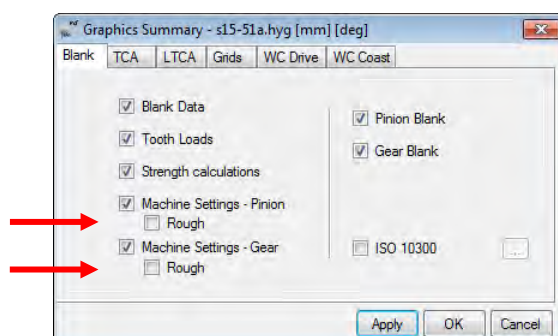 Graphics Summary - s15-51a.hyg [mm] [deg]
Blank TCA LTCA Grids WC Drive WC Coast
Blank Data
Tooth Loads
Strength calculations
Machine Settings - Pinion
Rough
Machine Settings - Gear
Rough
Pinion Blank
Gear Blank
ISO 10300
...
Apply OK Cancel